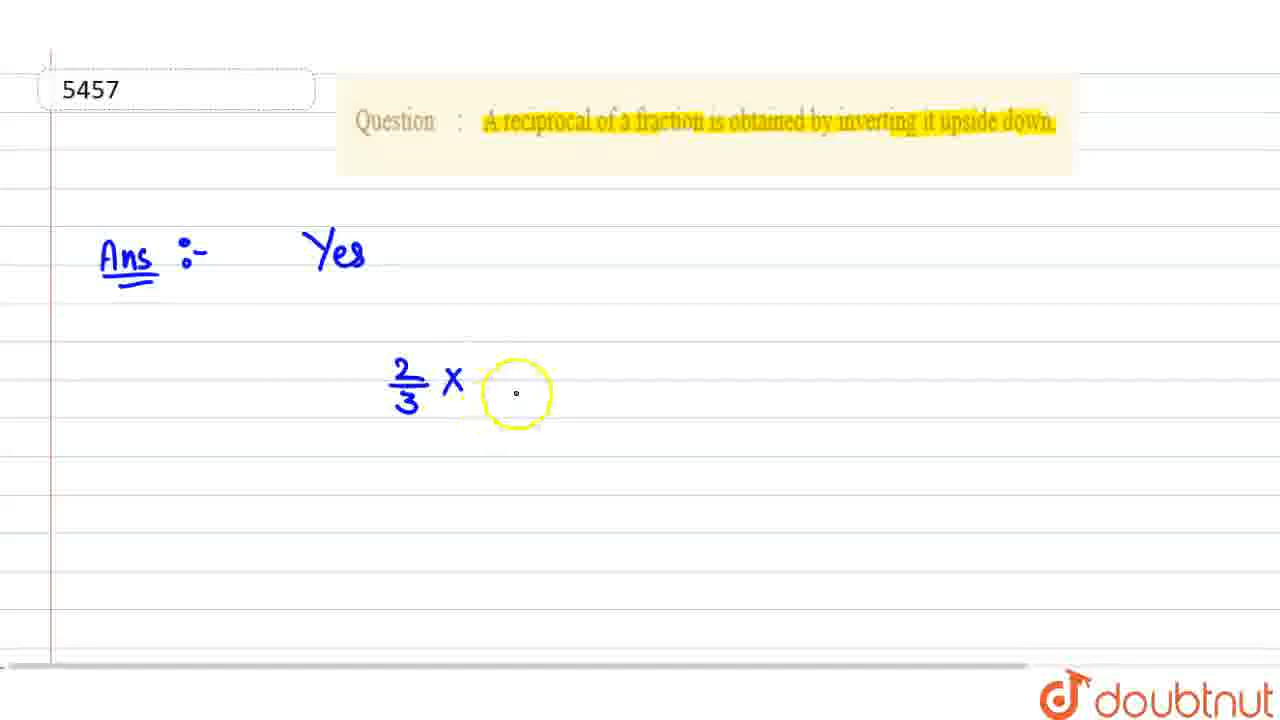 5457
Question : A reciprocal of a fraction is obtained by inverting it upside down.
Ans :- Yes
2/3 x
doubtnut